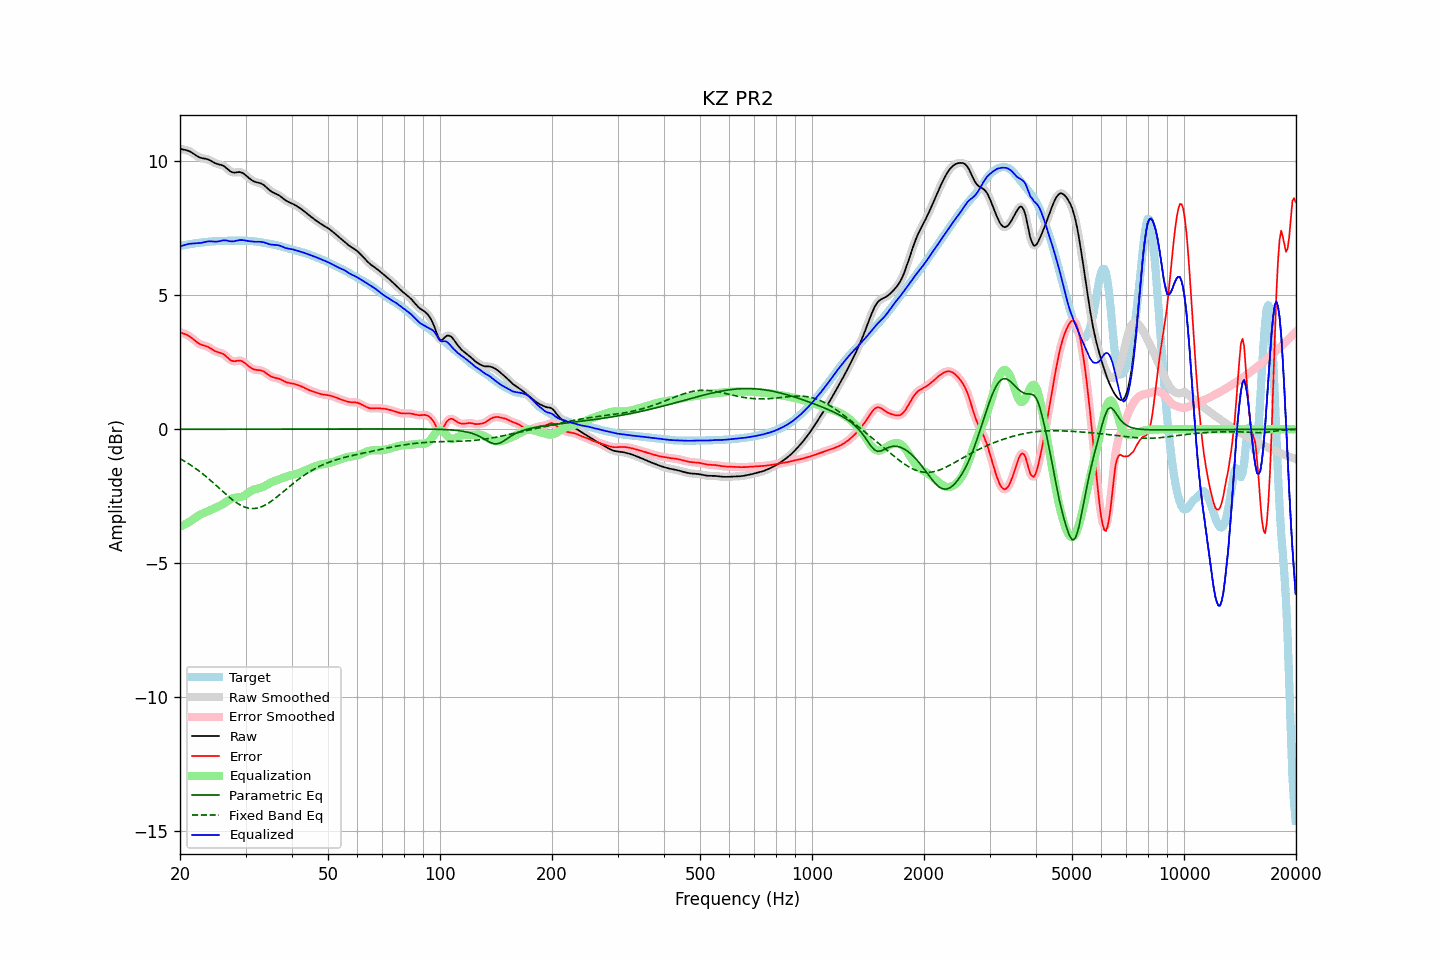 KZ PR2
Amplitude (dBr)
10
5
0
−5
−10
−15
Target
Raw Smoothed
Error Smoothed
Raw
Error
Equalization
Parametric Eq
Fixed Band Eq
Equalized
20 50 100 200 500 1000 2000 5000 10000 20000
Frequency (Hz)